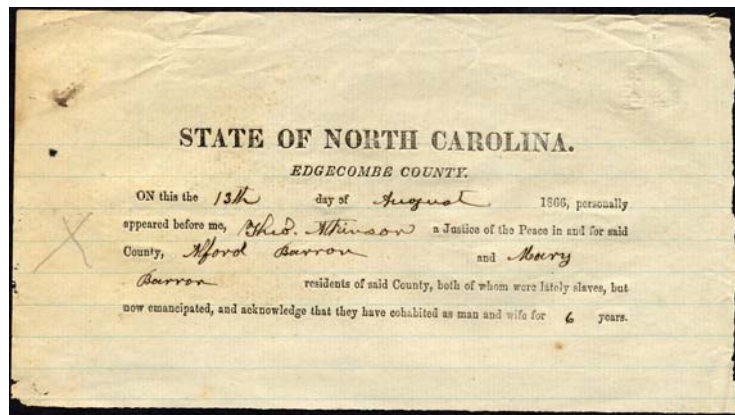 STATE OF NORTH CAROLINA.
EDGECOMBE COUNTY.
ON this the 13th day of August 1866, personally
appeared before me, Theo. Atkinson a Justice of the Peace in and for said
County, Alford Barron and Mary
Barron residents of said County, both of whom were lately slaves, but
now emancipated, and acknowledge that they have cohabited as man and wife for 6 years.